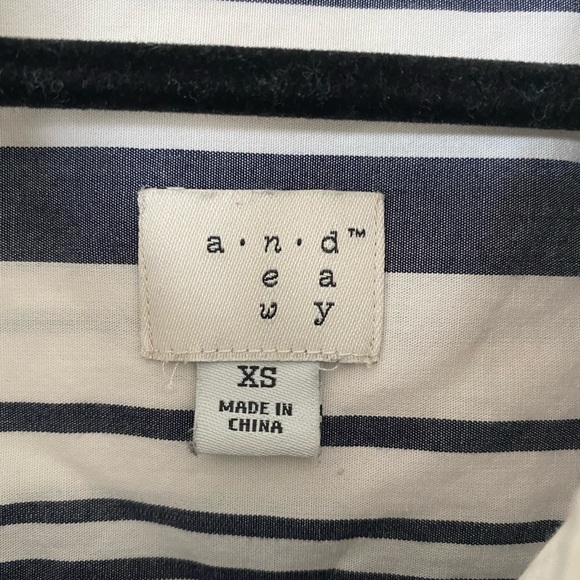 a · n · d™
e a
w y
XS
MADE IN
CHINA